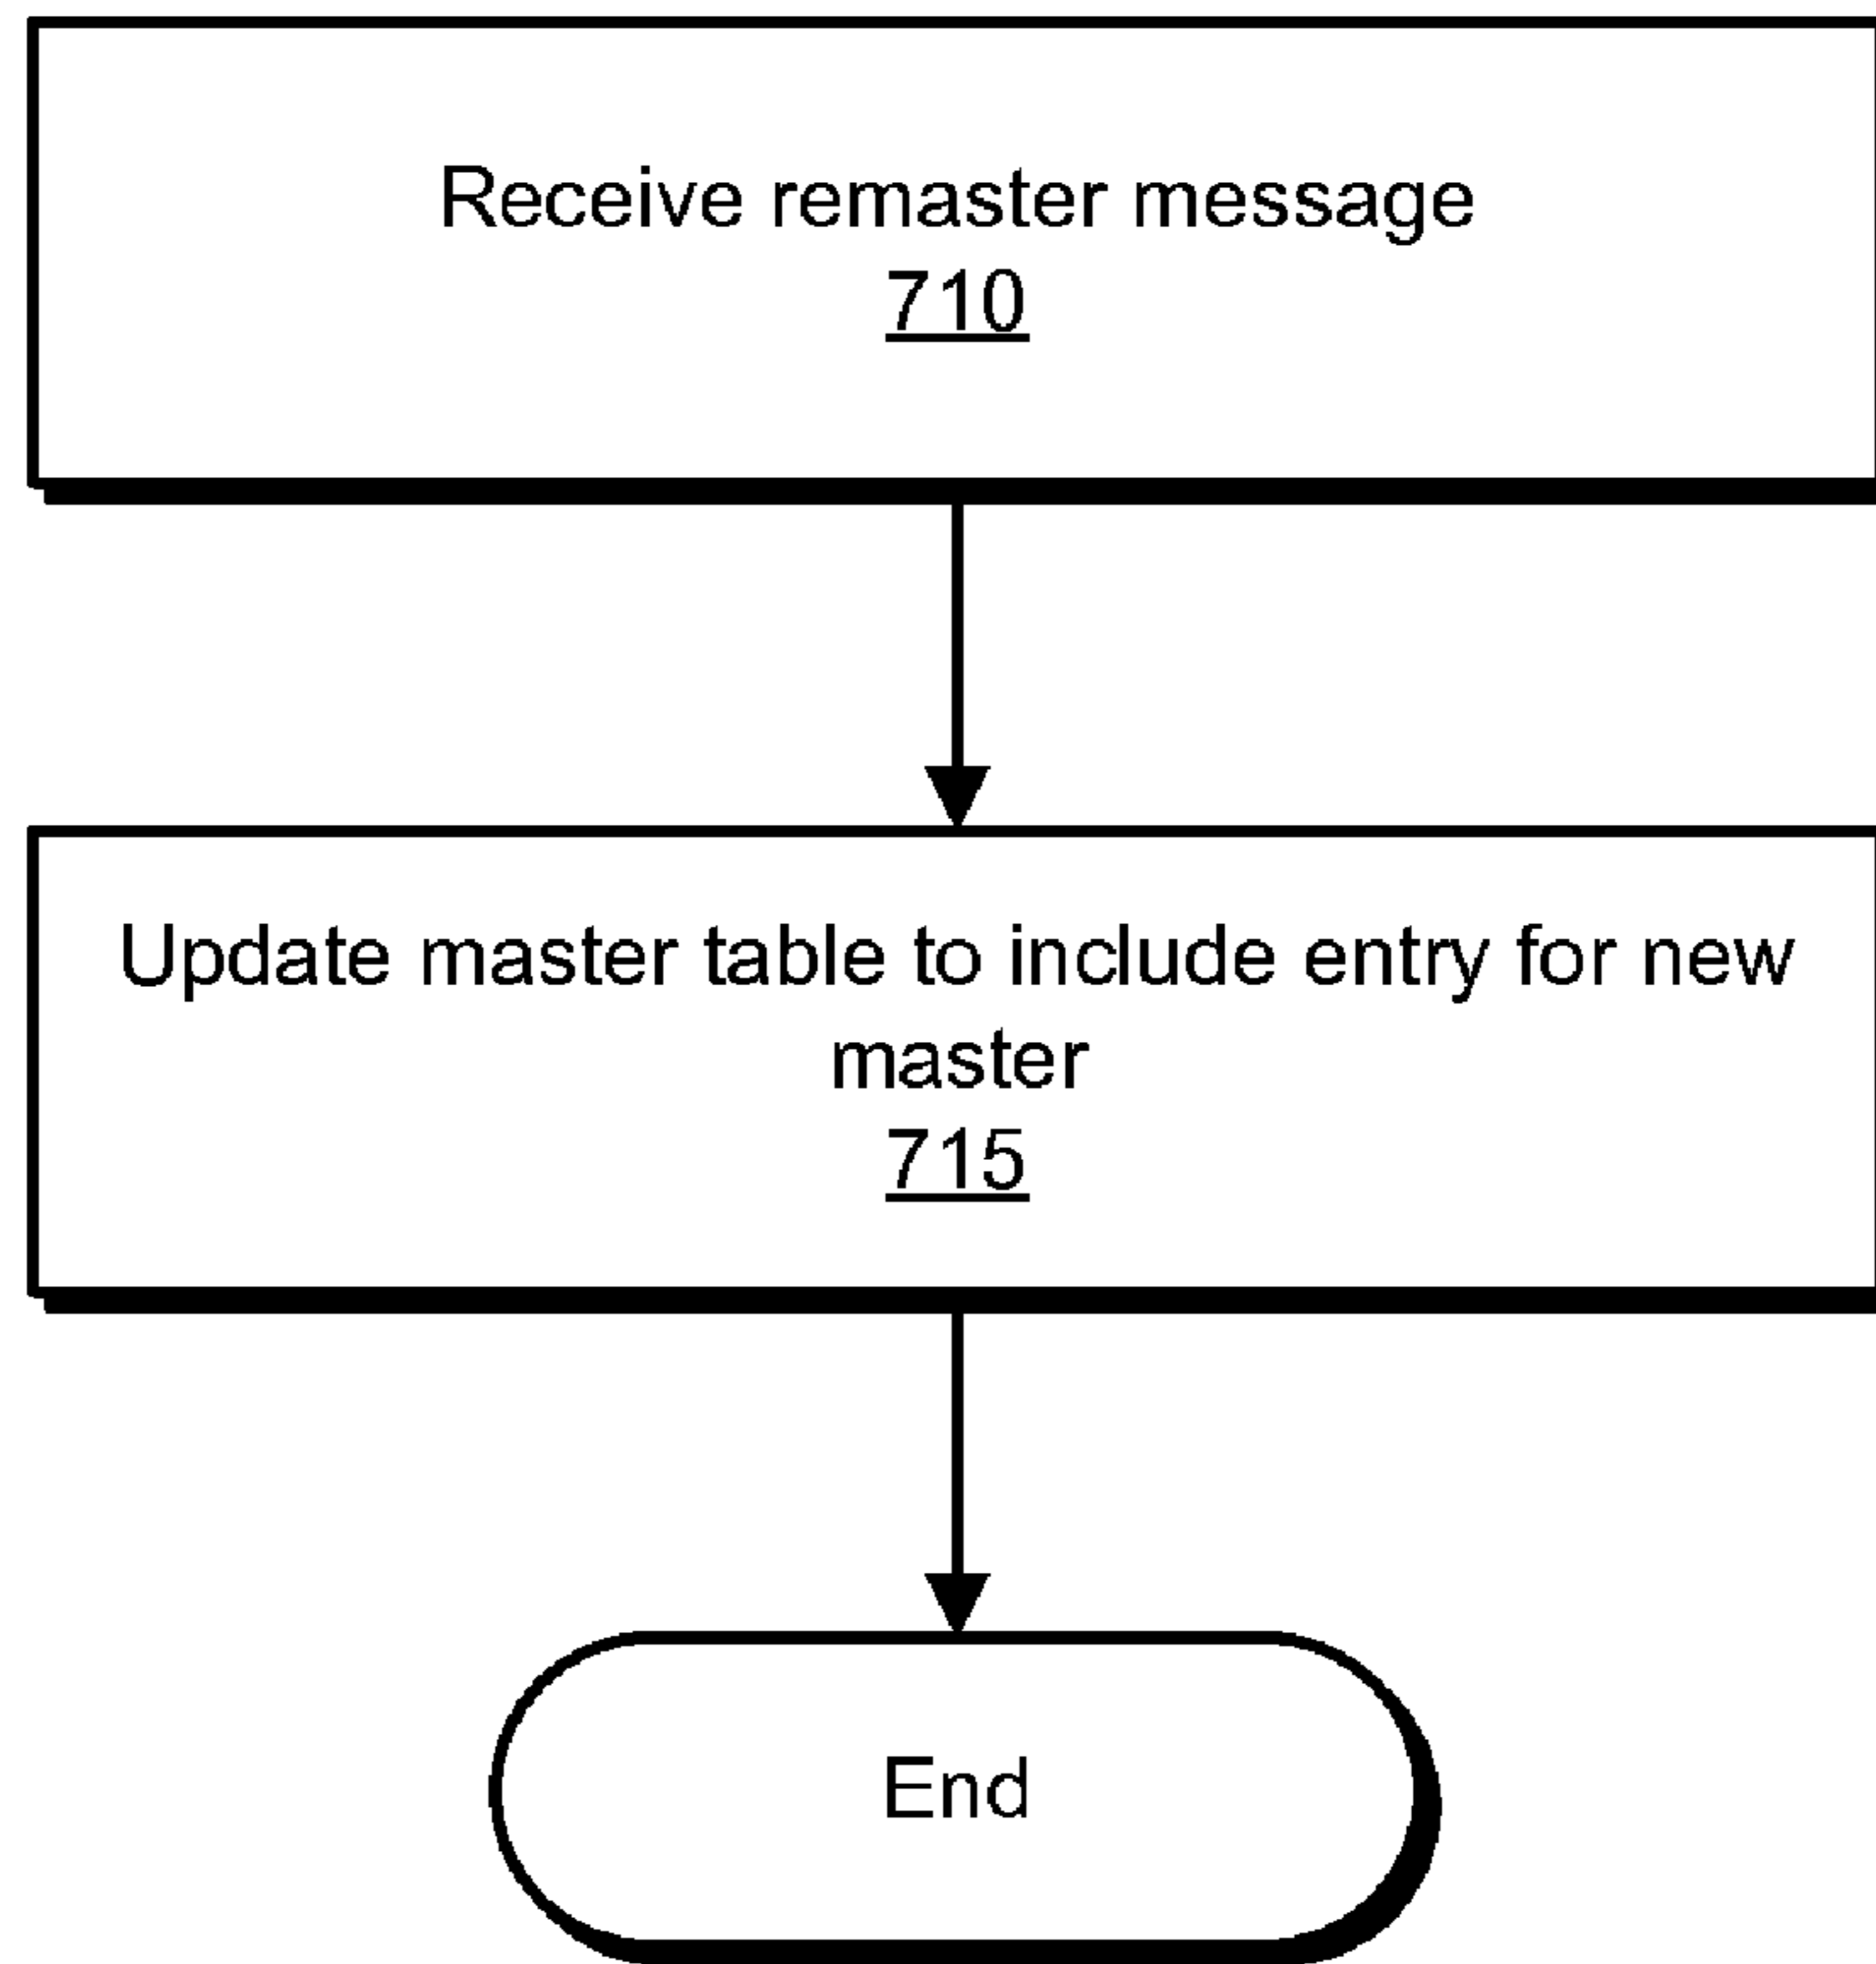 Receive remaster message
710
Update master table to include entry for new
master
715
End